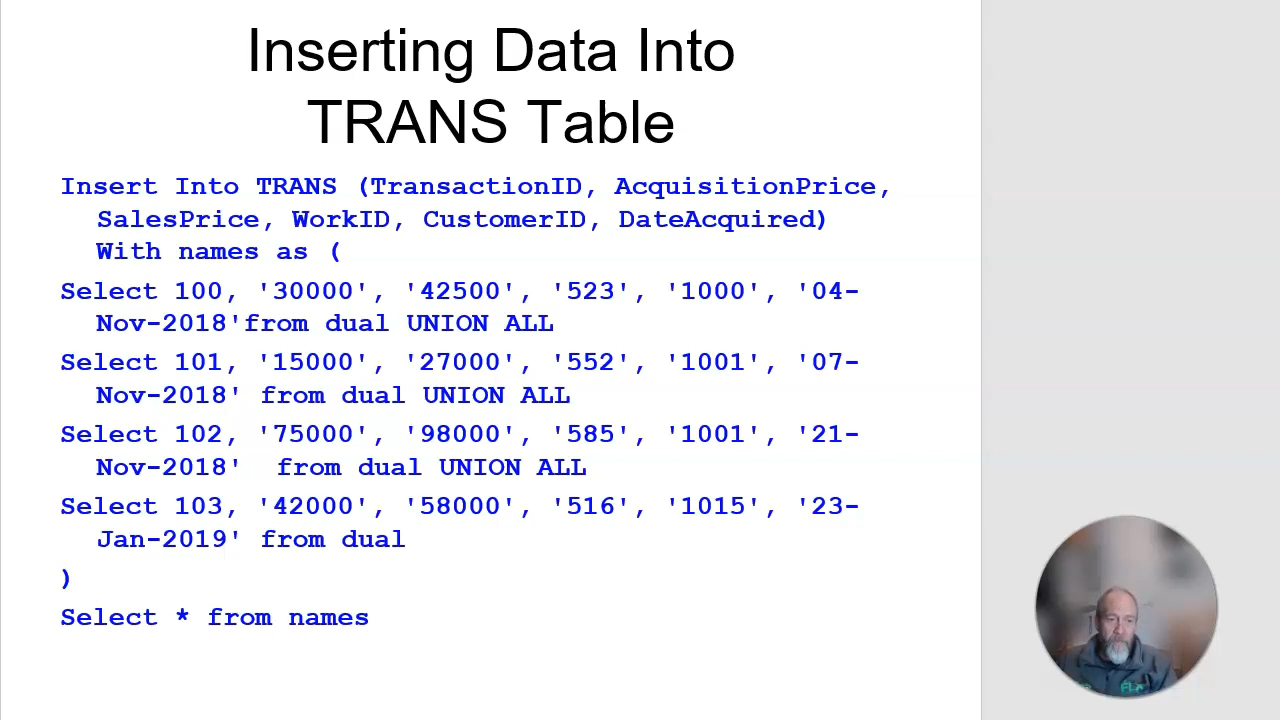 Inserting Data Into
TRANS Table
Insert Into TRANS (TransactionID, AcquisitionPrice,
SalesPrice, WorkID, CustomerID, DateAcquired)
With names as (
Select 100, '30000', '42500', '523', '1000', '04-
Nov-2018'from dual UNION ALL
Select 101, '15000', '27000', '552', '1001', '07-
Nov-2018' from dual UNION ALL
Select 102, '75000', '98000', '585', '1001', '21-
Nov-2018'  from dual UNION ALL
Select 103, '42000', '58000', '516', '1015', '23-
Jan-2019' from dual
)
Select * from names